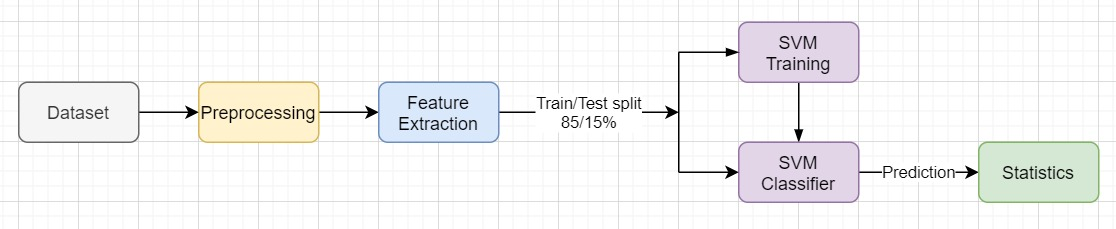 Dataset
Preprocessing
Feature
Extraction
Train/Test split
85/15%
SVM
Training
SVM
Classifier
Prediction
Statistics